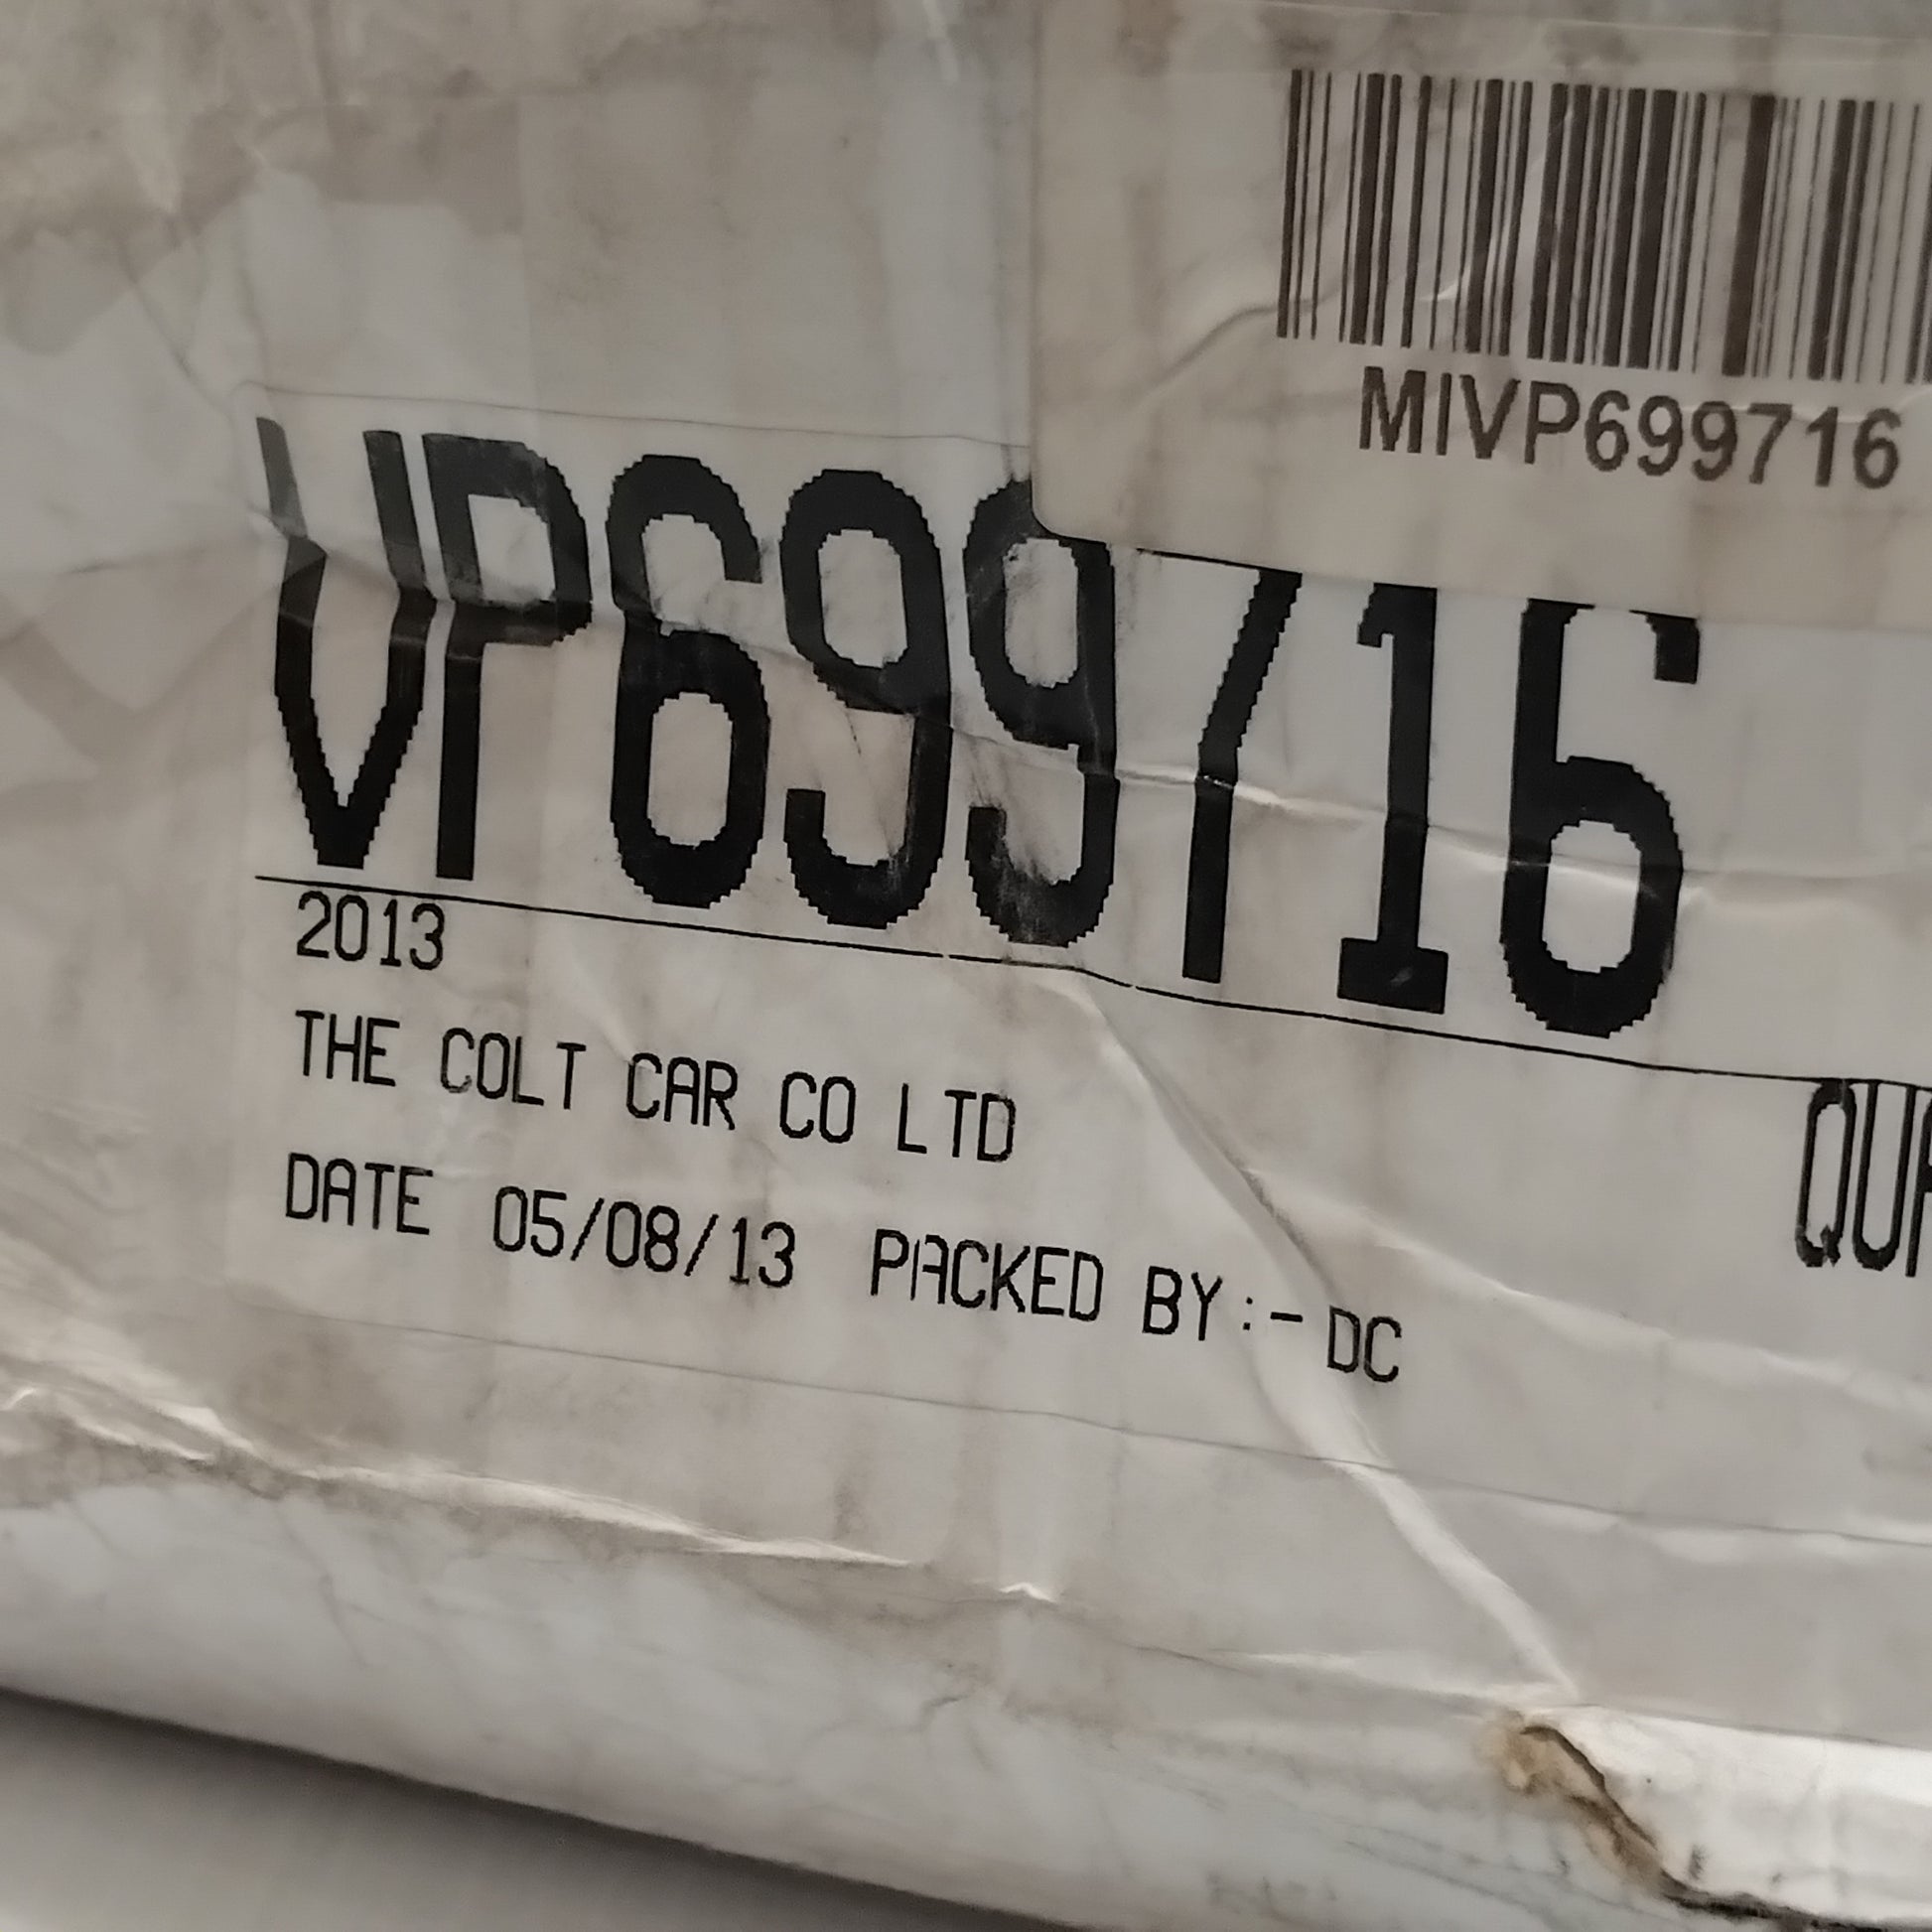 MIVP699716
VP699716
2013
THE COLT CAR CO LTD
DATE 05/08/13 PACKED BY:- DC